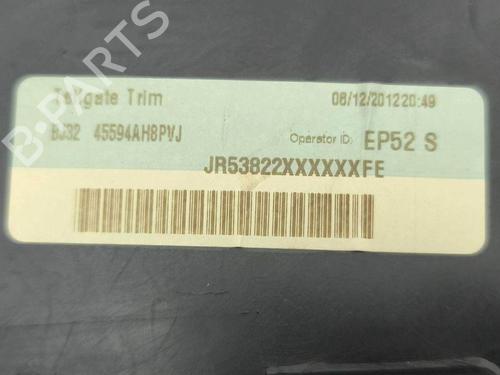 B-PARTS
Tailgate Trim 08/12/2012 20:49
BJ32 45594AH8PVJ Operator ID: EP52 S
JR53822XXXXXXFE